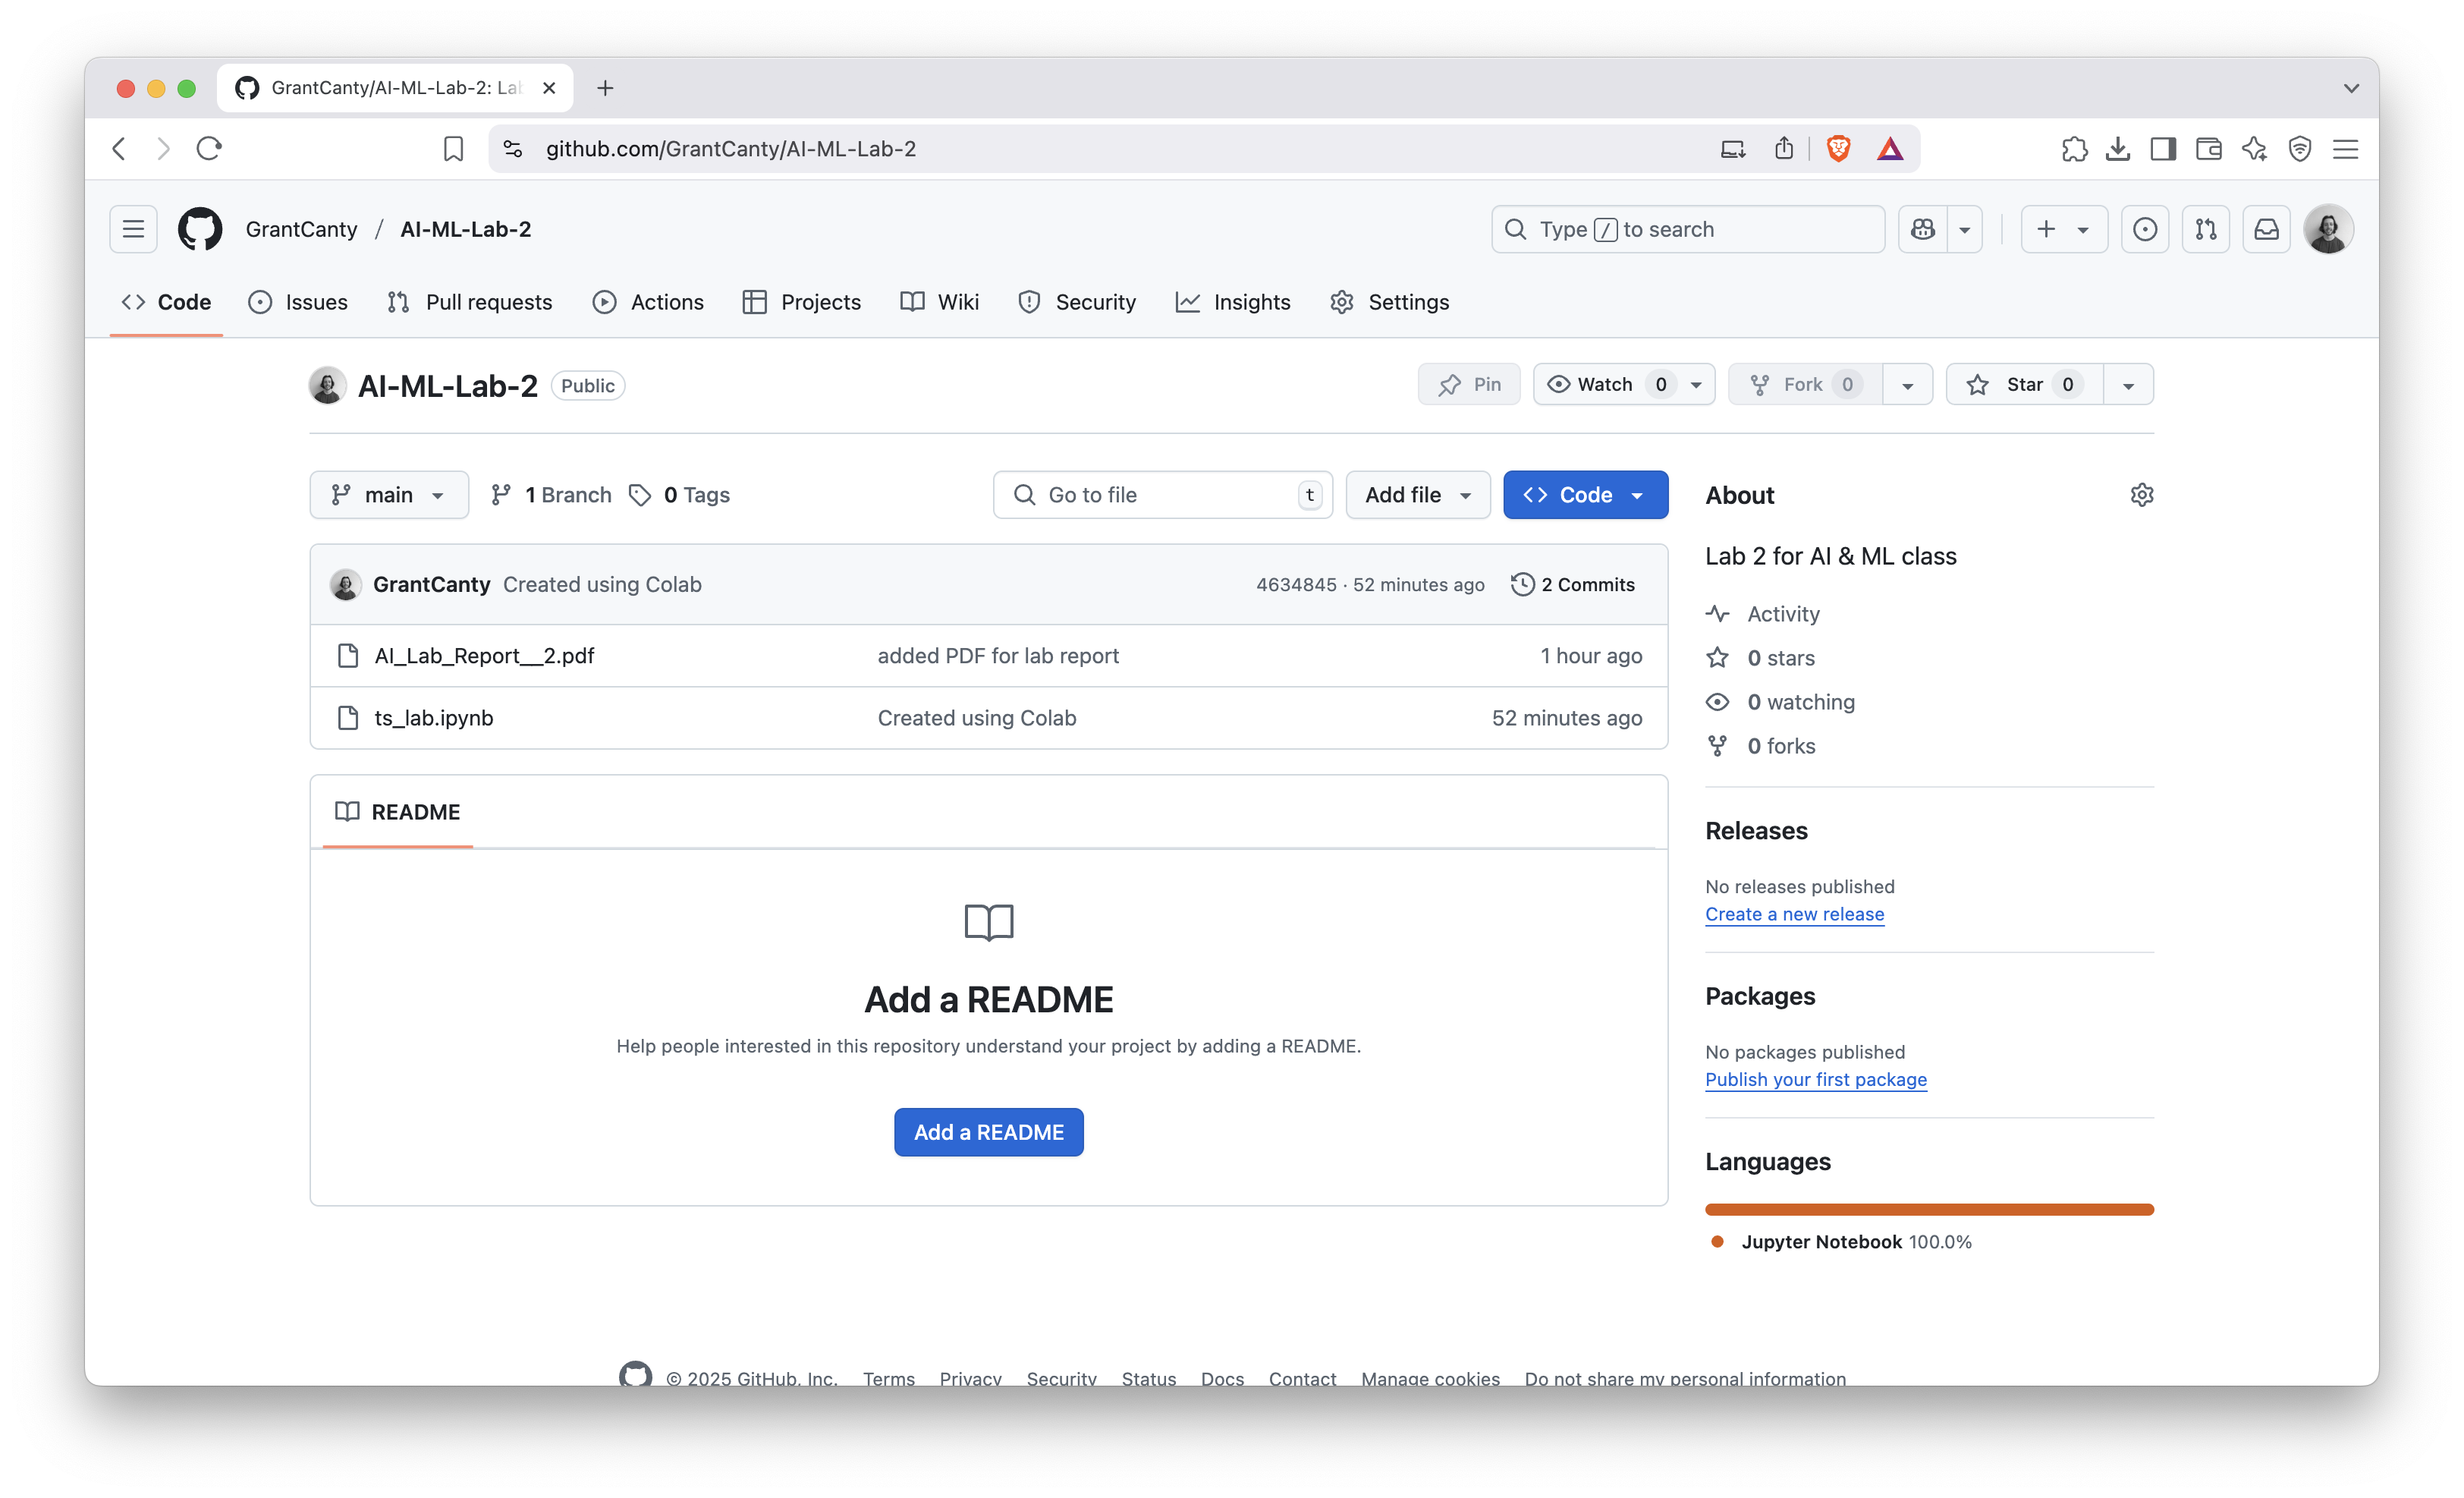 GrantCanty/AI-ML-Lab-2: La
github.com/GrantCanty/AI-ML-Lab-2
GrantCanty / AI-ML-Lab-2
Type / to search
Code Issues Pull requests Actions Projects Wiki Security Insights Settings
AI-ML-Lab-2 Public
Pin Watch 0 Fork 0 Star 0
main 1 Branch 0 Tags Go to file t Add file Code
GrantCanty Created using Colab 4634845 · 52 minutes ago 2 Commits
AI_Lab_Report__2.pdf added PDF for lab report 1 hour ago
ts_lab.ipynb Created using Colab 52 minutes ago
README
Add a README
Help people interested in this repository understand your project by adding a README.
Add a README
About
Lab 2 for AI & ML class
Activity
0 stars
0 watching
0 forks
Releases
No releases published
Create a new release
Packages
No packages published
Publish your first package
Languages
Jupyter Notebook 100.0%
© 2025 GitHub, Inc. Terms Privacy Security Status Docs Contact Manage cookies Do not share my personal information